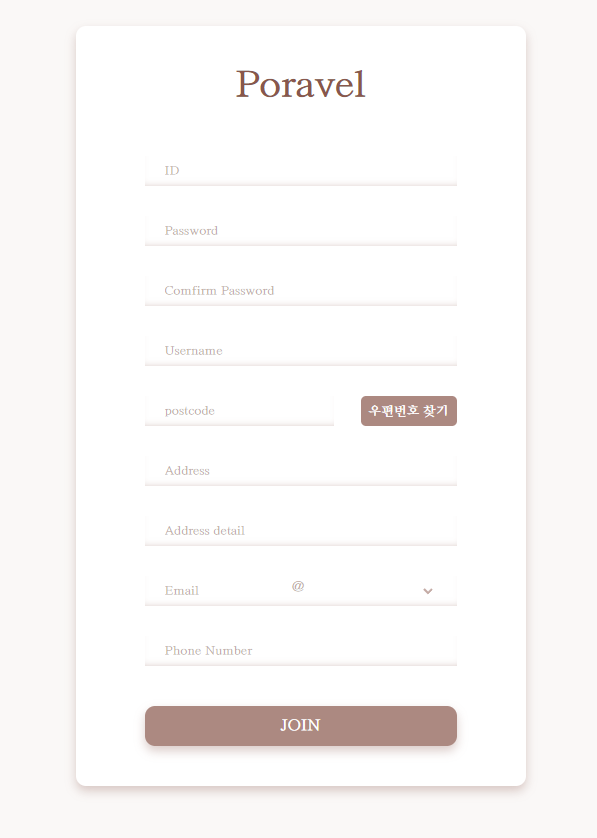 Poravel
ID
Password
Comfirm Password
Username
postcode 우편번호 찾기
Address
Address detail
Email @
Phone Number
JOIN